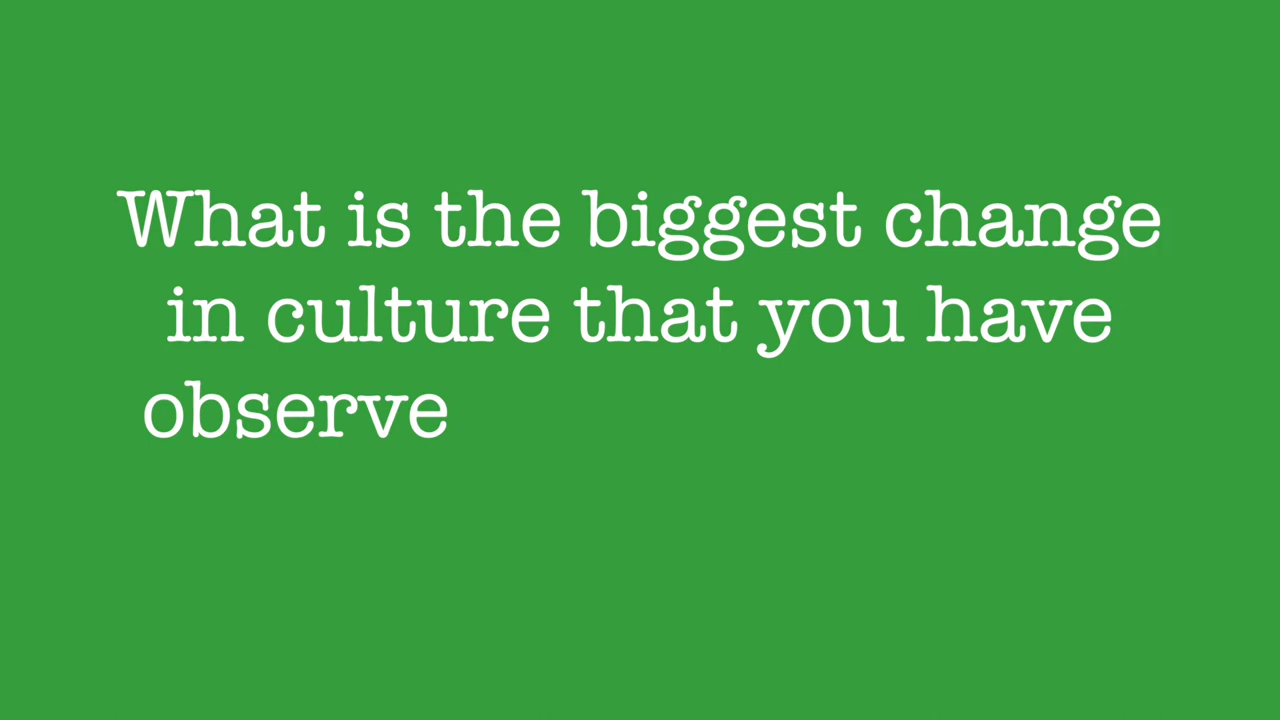 What is the biggest change
in culture that you have
observe